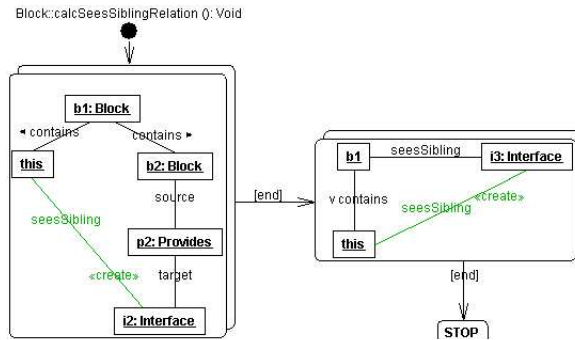 Block::calcSeesSiblingRelation (): Void
b1: Block
◄ contains
contains ►
this
b2: Block
source
seesSibling
p2: Provides
«create»
target
i2: Interface
[end]
b1
seesSibling
i3: Interface
v contains
«create»
seesSibling
this
[end]
STOP